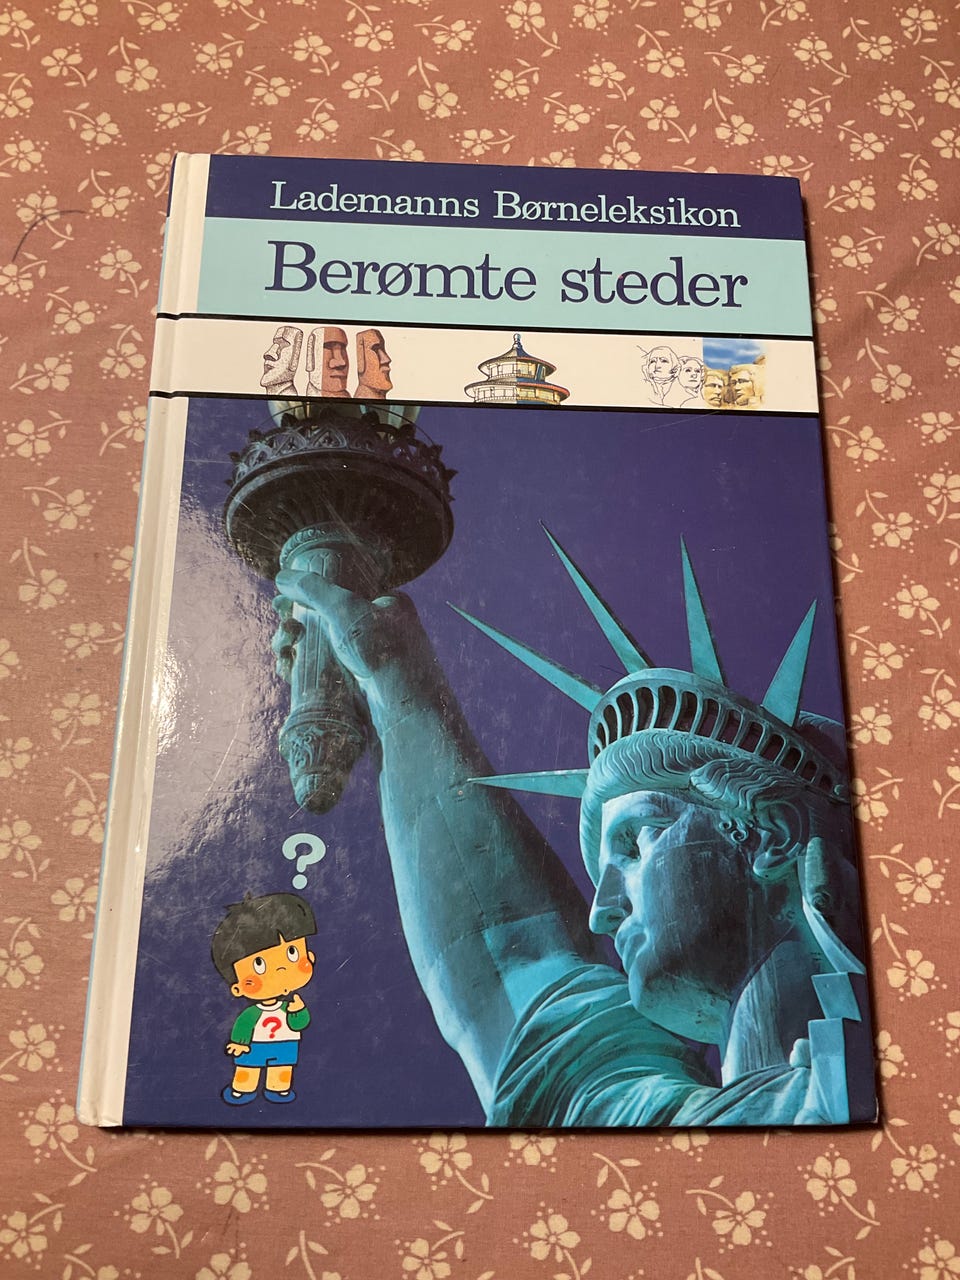 Lademanns Børneleksikon
Berømte steder
?
?